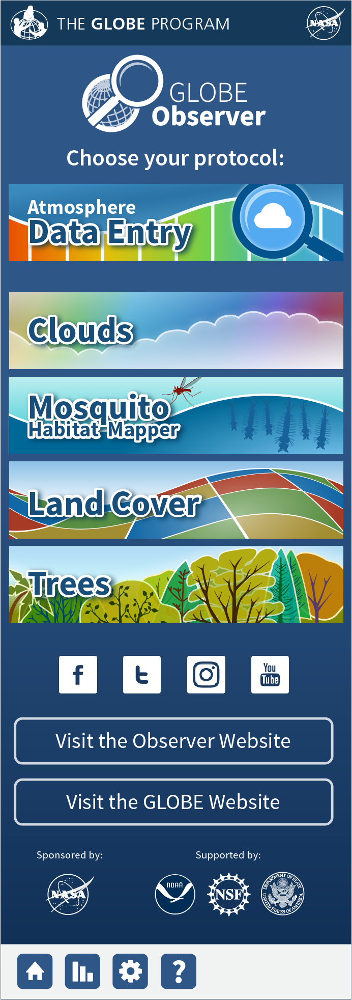 THE GLOBE PROGRAM
NASA
GLOBE
Observer
Choose your protocol:
Atmosphere
Data Entry
Clouds
Mosquito
Habitat Mapper
Land Cover
Trees
f
t
You
Tube
Visit the Observer Website
Visit the GLOBE Website
Sponsored by:
Supported by:
NASA
NOAA
NSF
DEPARTMENT OF STATE
UNITED STATES OF AMERICA
?